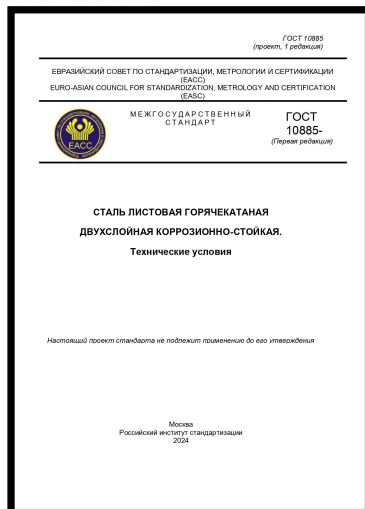 ГОСТ 10885
(проект, 1 редакция)
ЕВРАЗИЙСКИЙ СОВЕТ ПО СТАНДАРТИЗАЦИИ, МЕТРОЛОГИИ И СЕРТИФИКАЦИИ
(ЕАСС)
EURO-ASIAN COUNCIL FOR STANDARDIZATION, METROLOGY AND CERTIFICATION
(EASC)
МЕЖГОСУДАРСТВЕННЫЙ
СТАНДАРТ
ГОСТ
10885-
(Первая редакция)
ЕАСС
СТАЛЬ ЛИСТОВАЯ ГОРЯЧЕКАТАНАЯ
ДВУХСЛОЙНАЯ КОРРОЗИОННО-СТОЙКАЯ.
Технические условия
Настоящий проект стандарта не подлежит применению до его утверждения
Москва
Российский институт стандартизации
2024